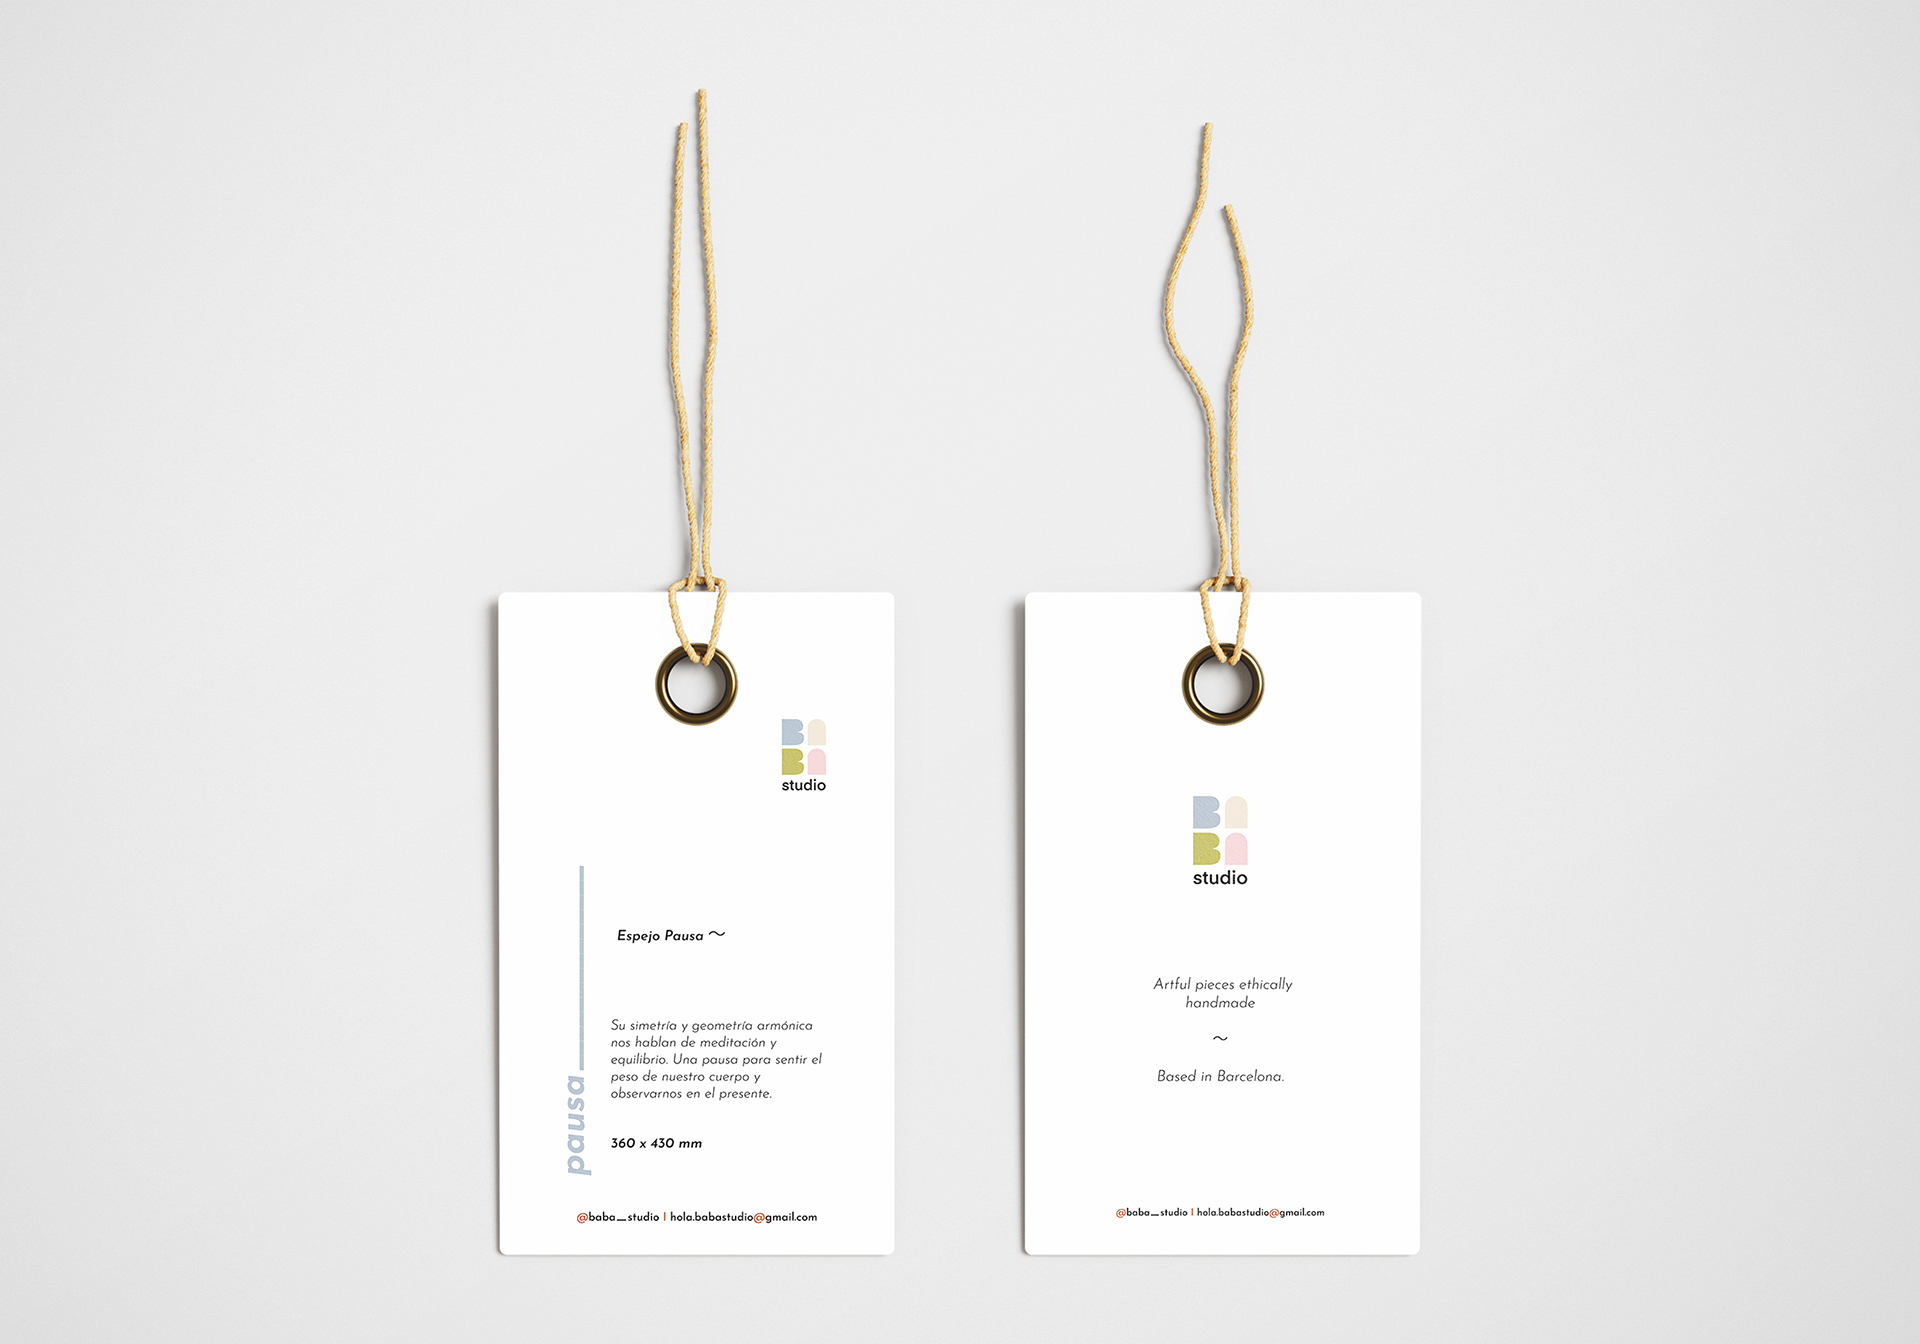 BA
BA
studio
Espejo Pausa ~
Su simetría y geometría armónica
nos hablan de meditación y
equilibrio. Una pausa para sentir el
peso de nuestro cuerpo y
observarnos en el presente.
360 x 430 mm
pausa
@baba_studio | hola.babastudio@gmail.com
BA
BA
studio
Artful pieces ethically
handmade
~
Based in Barcelona.
@baba_studio | hola.babastudio@gmail.com